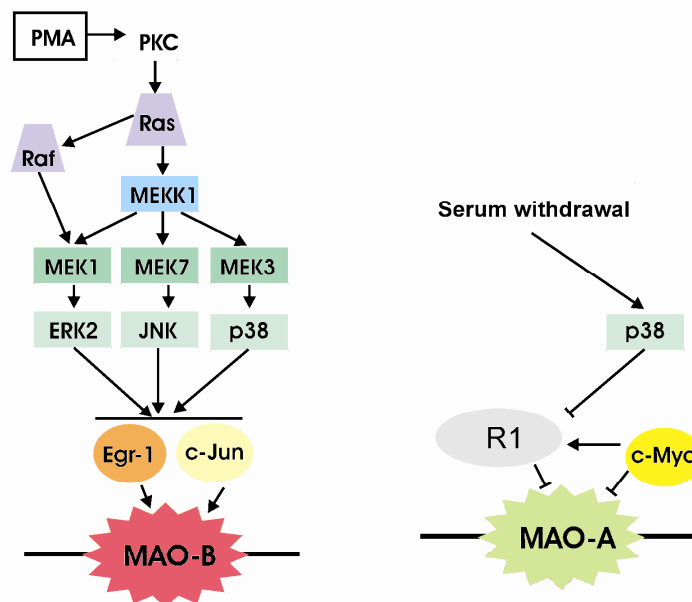 PMA
PKC
Ras
Raf
MEKK1
MEK1
MEK7
MEK3
ERK2
JNK
p38
Egr-1
c-Jun
MAO-B
Serum withdrawal
p38
R1
c-Myc
MAO-A